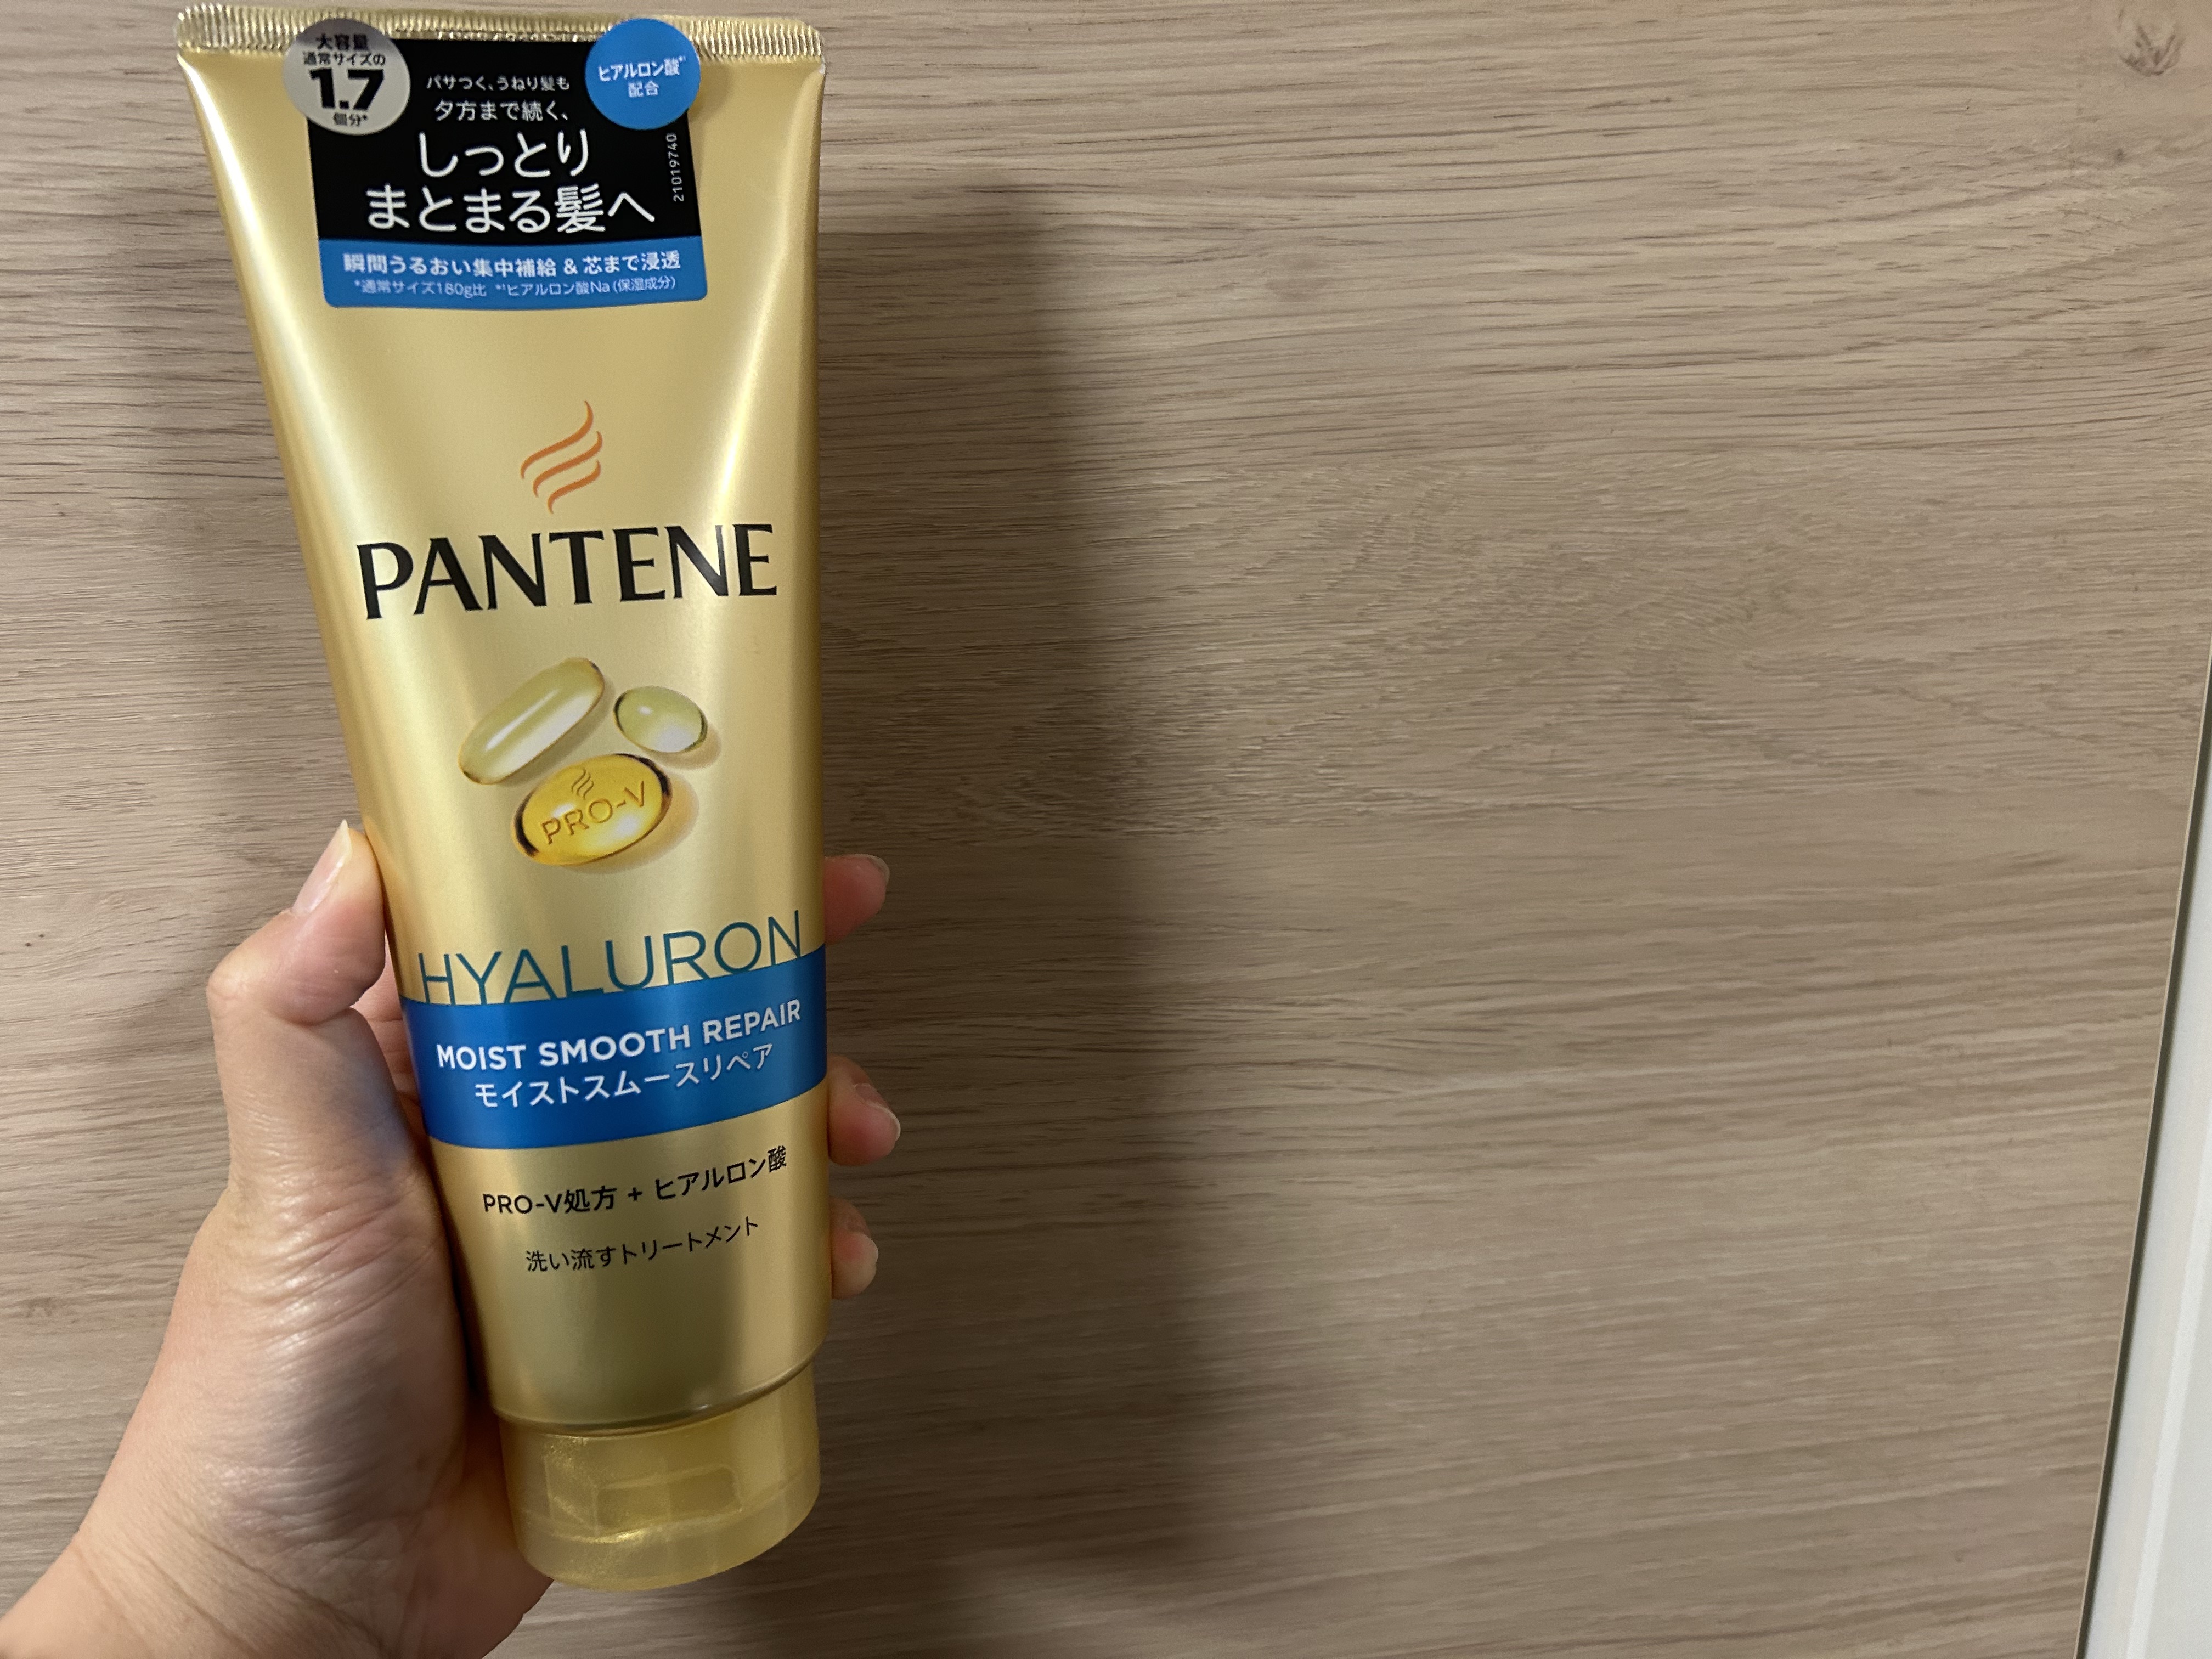 大容量
通常サイズの
1.7
個分*
パサつく、うねり髪も
夕方まで続く、
しっとり
まとまる髪へ
ヒアルロン酸*¹
配合
21019740
瞬間うるおい集中補給 & 芯まで浸透
*通常サイズ180g比 *¹ヒアルロン酸Na (保湿成分)
PANTENE
PRO-V
HYALURON
MOIST SMOOTH REPAIR
モイストスムースリペア
PRO-V処方 + ヒアルロン酸
洗い流すトリートメント